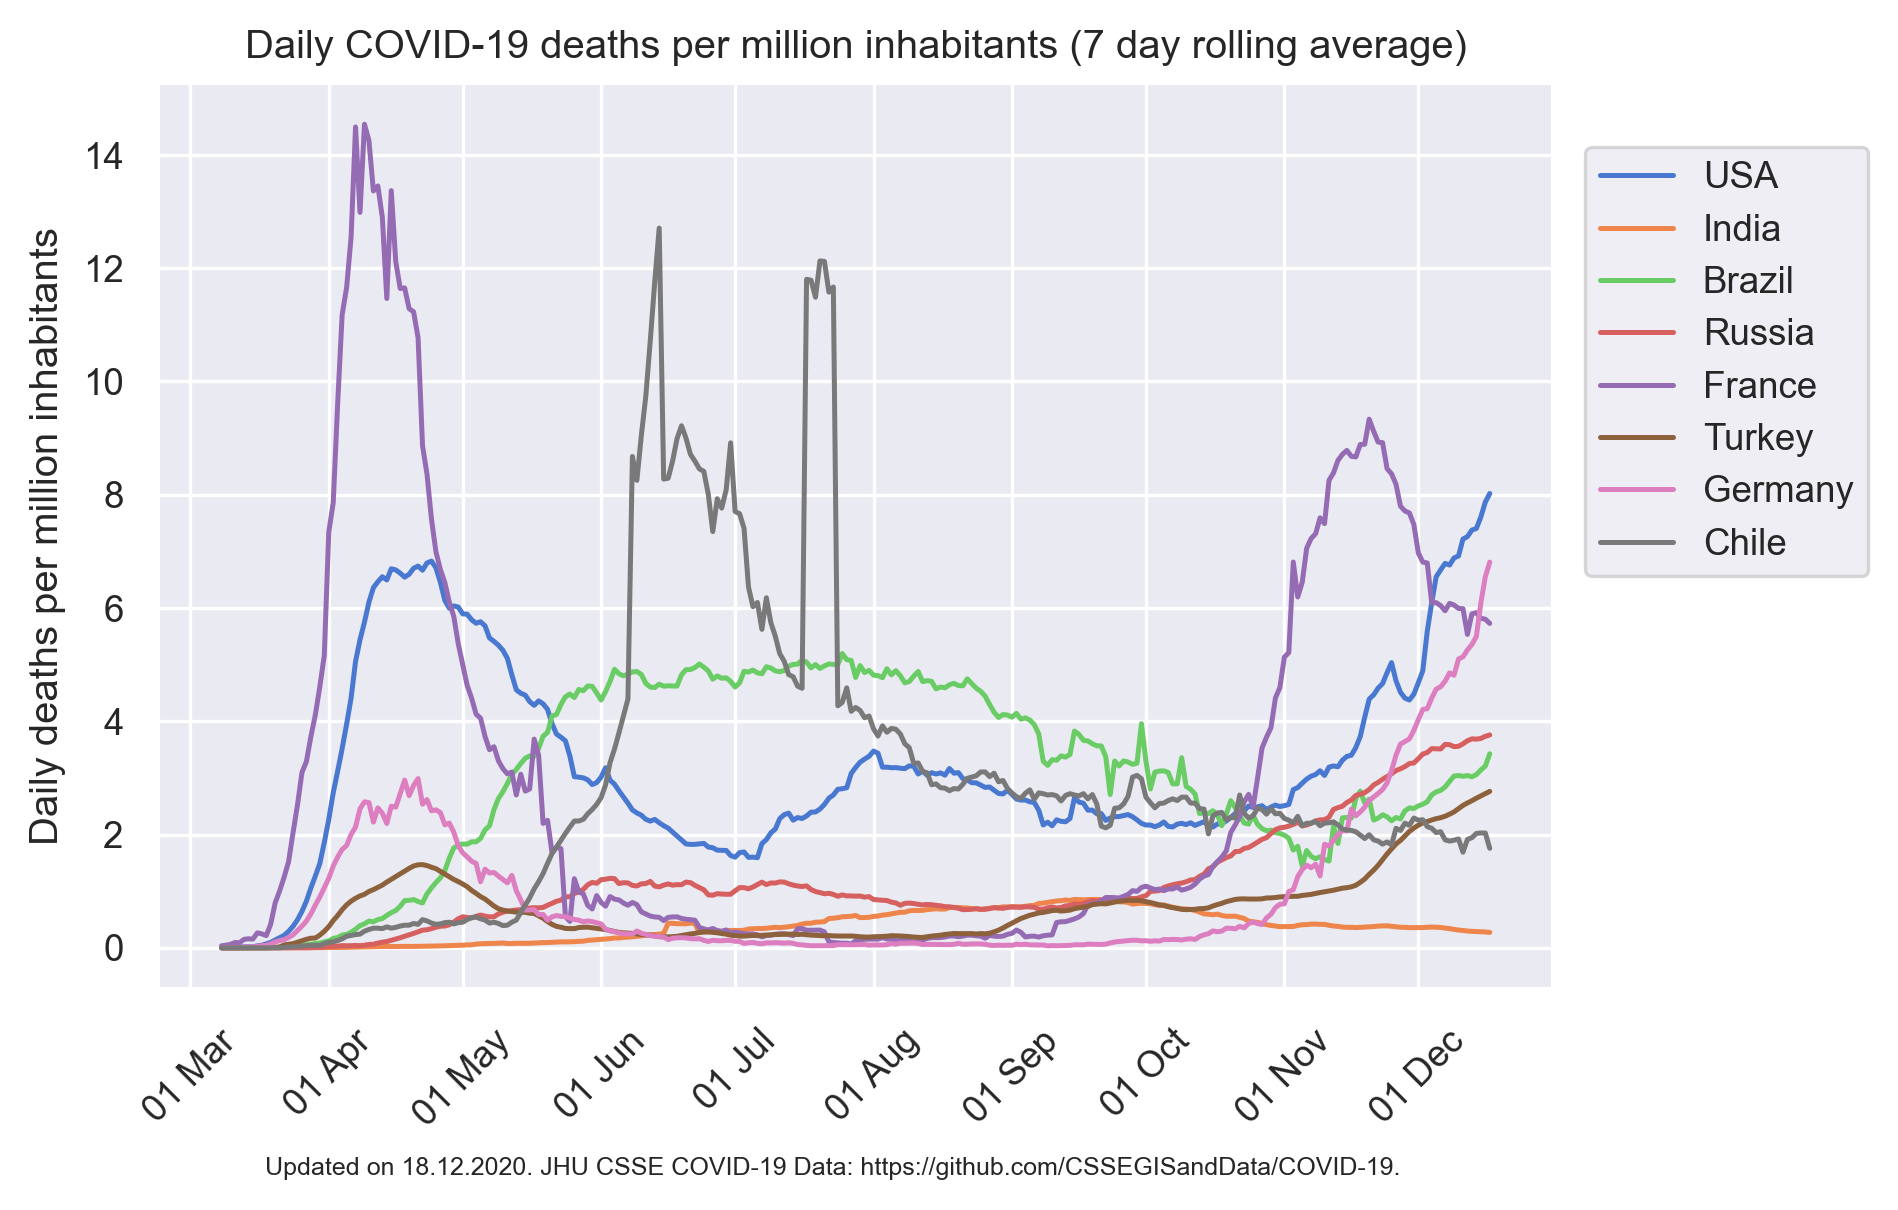 Daily COVID-19 deaths per million inhabitants (7 day rolling average)
Daily deaths per million inhabitants
14
12
10
8
6
4
2
0
01 Mar
01 Apr
01 May
01 Jun
01 Jul
01 Aug
01 Sep
01 Oct
01 Nov
01 Dec
USA
India
Brazil
Russia
France
Turkey
Germany
Chile
Updated on 18.12.2020. JHU CSSE COVID-19 Data: https://github.com/CSSEGISandData/COVID-19.